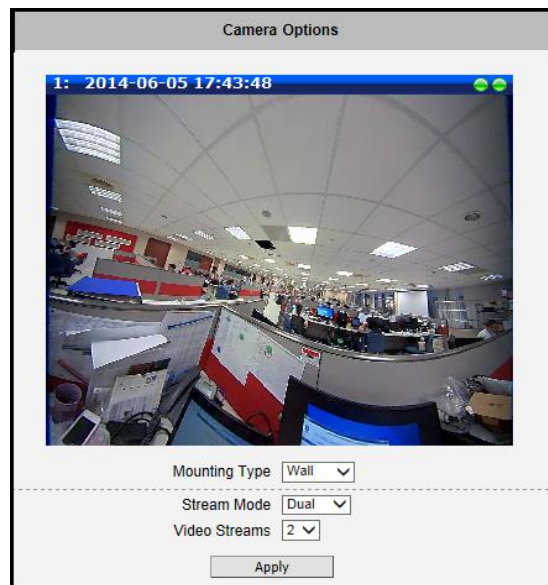 Camera Options
1: 2014-06-05 17:43:48
Mounting Type Wall
Stream Mode Dual
Video Streams 2
Apply